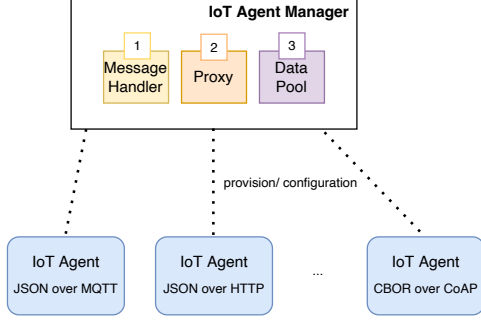 IoT Agent Manager
1
Message
Handler
2
Proxy
3
Data
Pool
provision/ configuration
IoT Agent
JSON over MQTT
IoT Agent
JSON over HTTP
...
IoT Agent
CBOR over CoAP